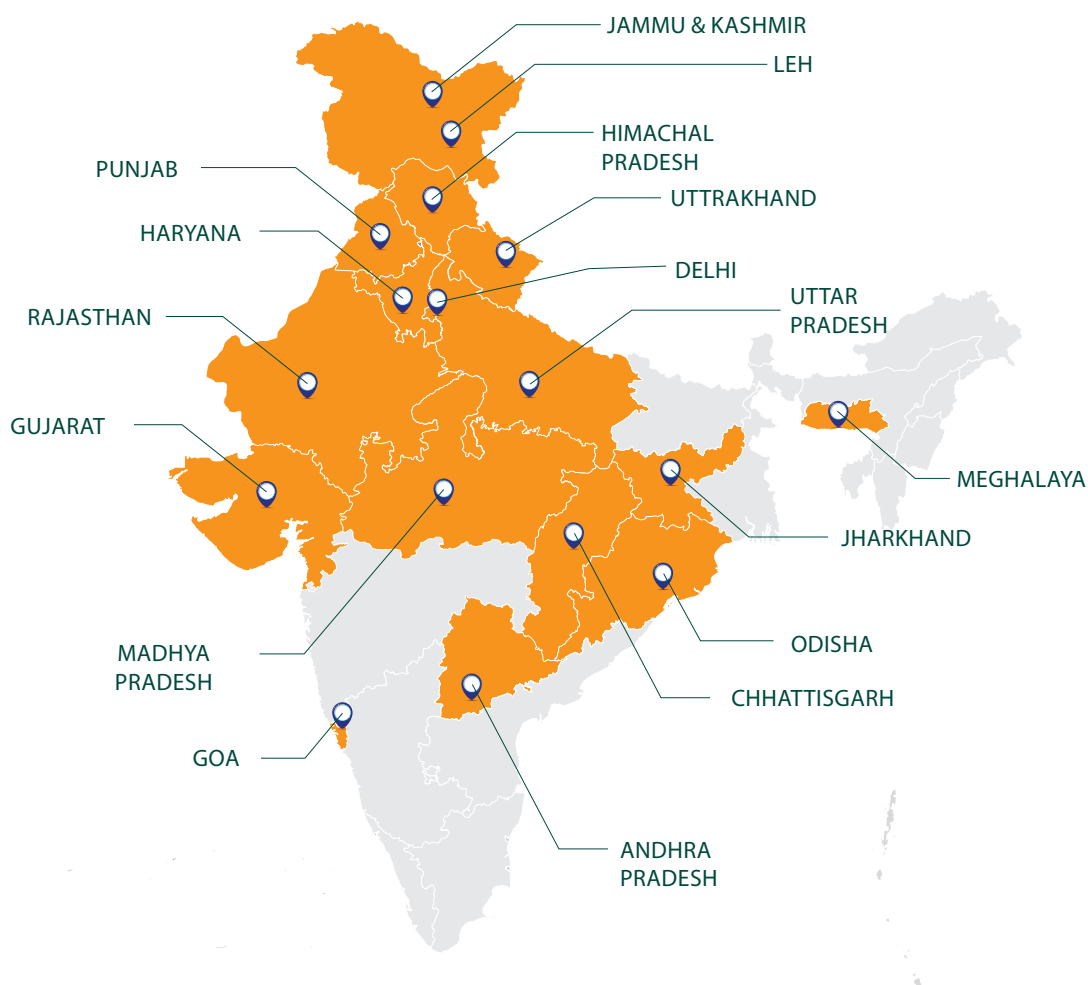 JAMMU & KASHMIR
LEH
HIMACHAL
PRADESH
PUNJAB
UTTRAKHAND
HARYANA
DELHI
UTTAR
PRADESH
RAJASTHAN
GUJARAT
MEGHALAYA
JHARKHAND
ODISHA
MADHYA
PRADESH
CHHATTISGARH
GOA
ANDHRA
PRADESH